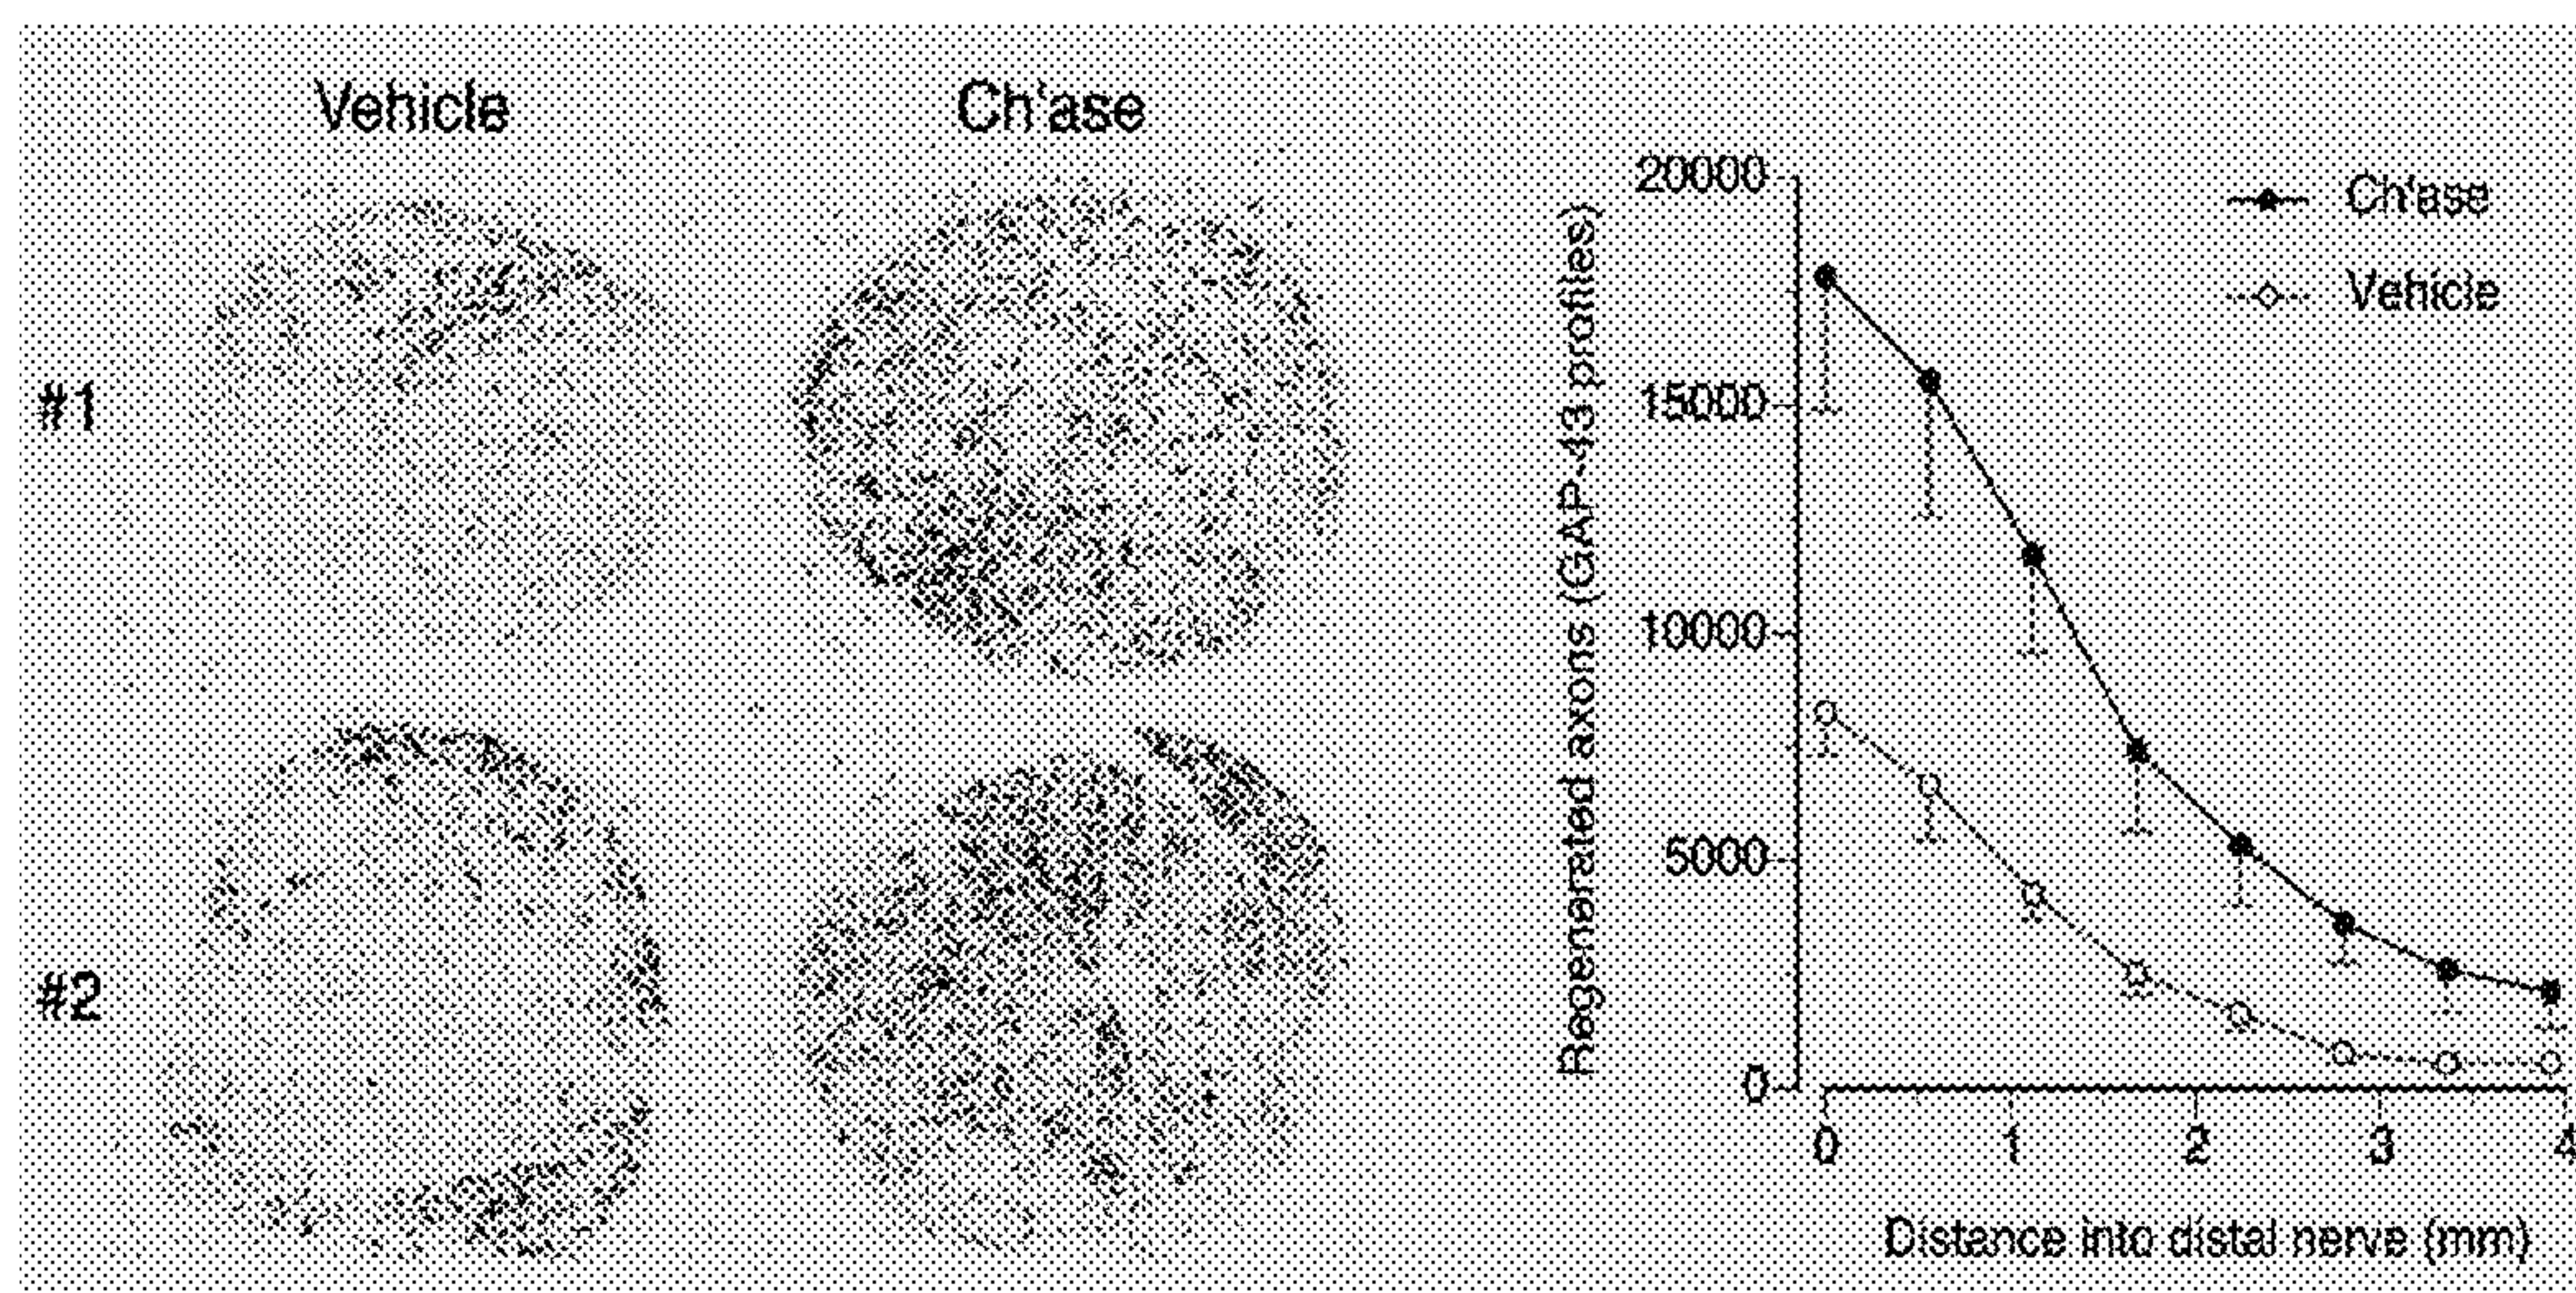 Vehicle
Ch'ase
#1
#2
Regenerated axons (GAP-43 profiles)
20000
15000
10000
5000
0
Ch'ase
Vehicle
0 1 2 3 4
Distance into distal nerve (mm)